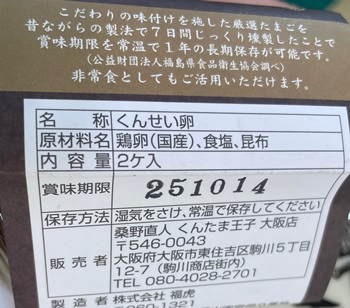 こだわりの味付けを施した厳選たまごを
昔ながらの製法で7日間じっくり燻製したことで
賞味期限を常温で1年の長期保存が可能です。
(公益財団法人福島県食品衛生協会調べ)
非常食としてもご活用いただけます。
名 称 くんせい卵
原材料名 鶏卵(国産)、食塩、昆布
内 容 量 2ケ入
賞味期限 251014
保存方法 湿気をさけ、常温で保存してください
販 売 者 桑野直人 くんたま王子 大阪店
〒546-0043
大阪府大阪市東住吉区駒川5丁目
12-7 (駒川商店街内)
TEL 080-4028-2701
製 造 者 株式会社 福虎